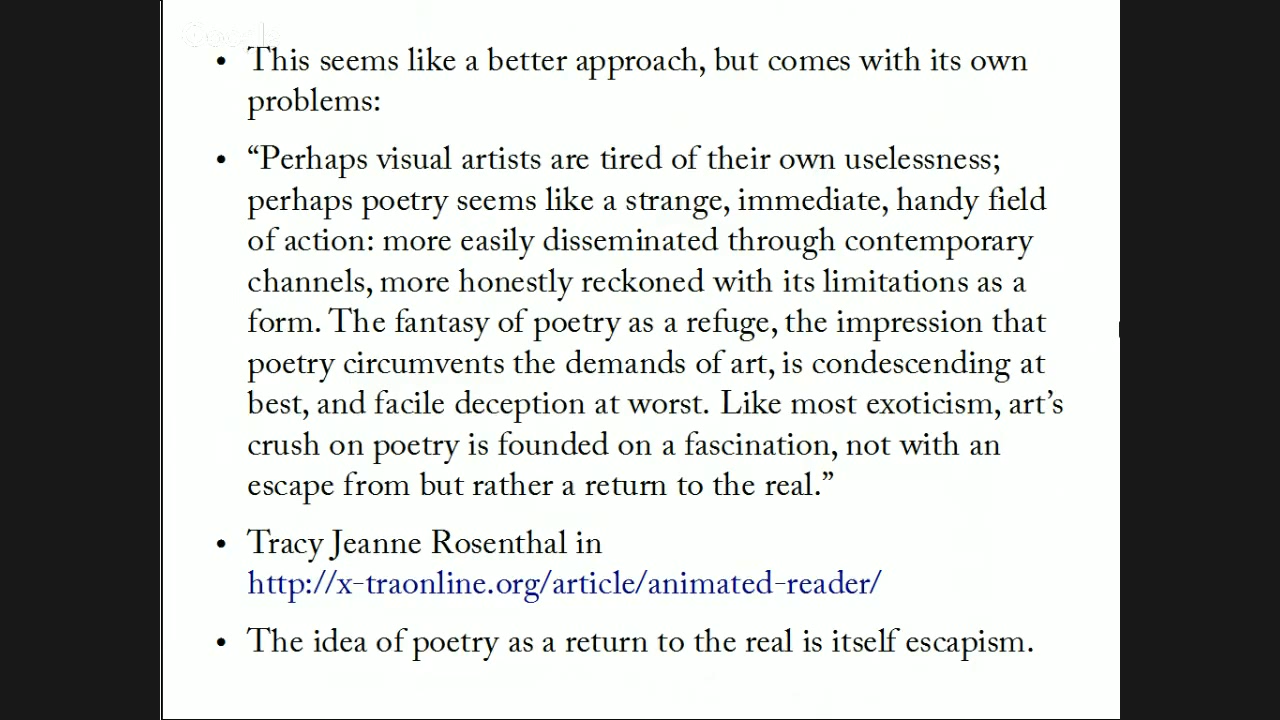 • This seems like a better approach, but comes with its own
problems:
• “Perhaps visual artists are tired of their own uselessness;
perhaps poetry seems like a strange, immediate, handy field
of action: more easily disseminated through contemporary
channels, more honestly reckoned with its limitations as a
form. The fantasy of poetry as a refuge, the impression that
poetry circumvents the demands of art, is condescending at
best, and facile deception at worst. Like most exoticism, art’s
crush on poetry is founded on a fascination, not with an
escape from but rather a return to the real.”
• Tracy Jeanne Rosenthal in
http://x-traonline.org/article/animated-reader/
• The idea of poetry as a return to the real is itself escapism.